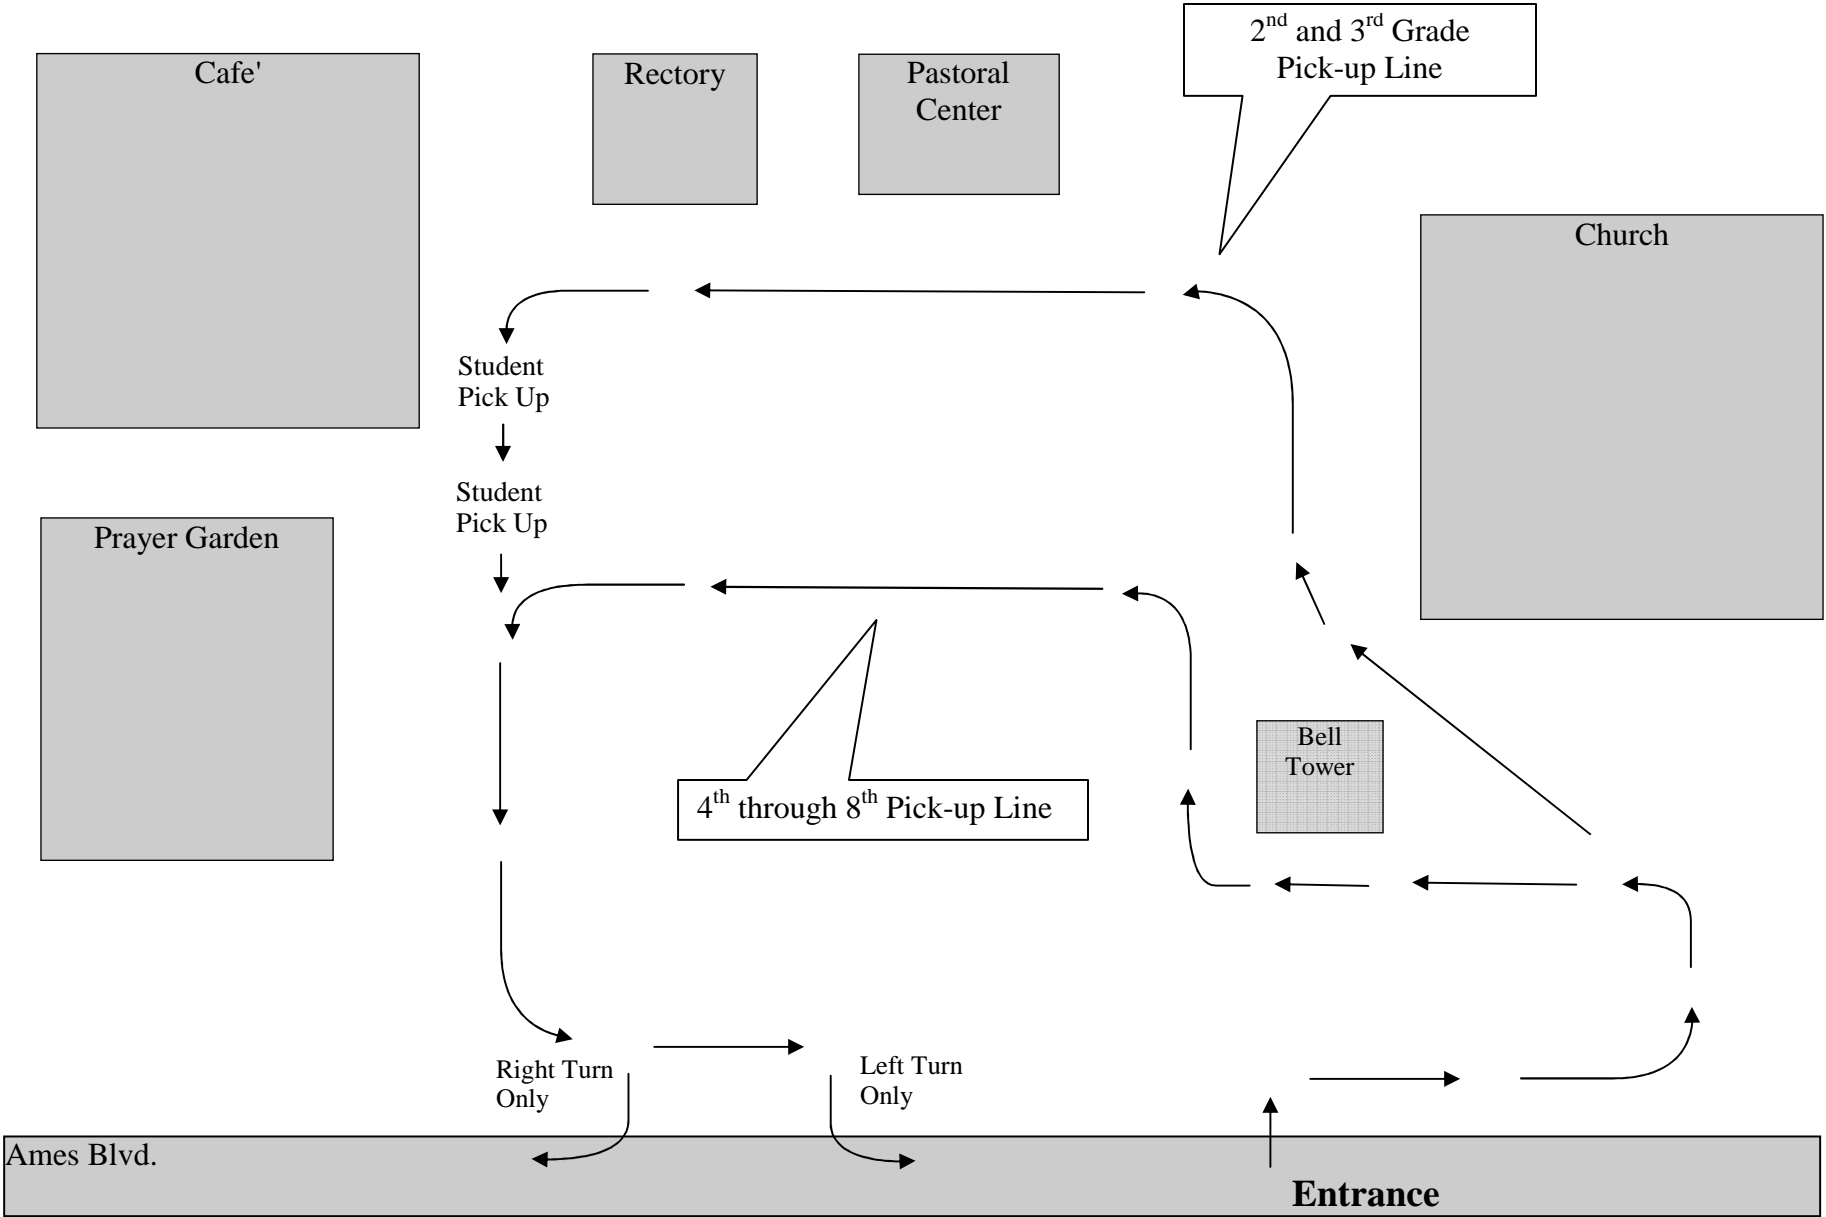 2nd and 3rd Grade
Pick-up Line
Cafe'
Rectory
Pastoral
Center
Church
Student
Pick Up
Student
Pick Up
Prayer Garden
Bell
Tower
4th through 8th Pick-up Line
Right Turn
Only
Left Turn
Only
Ames Blvd.
Entrance